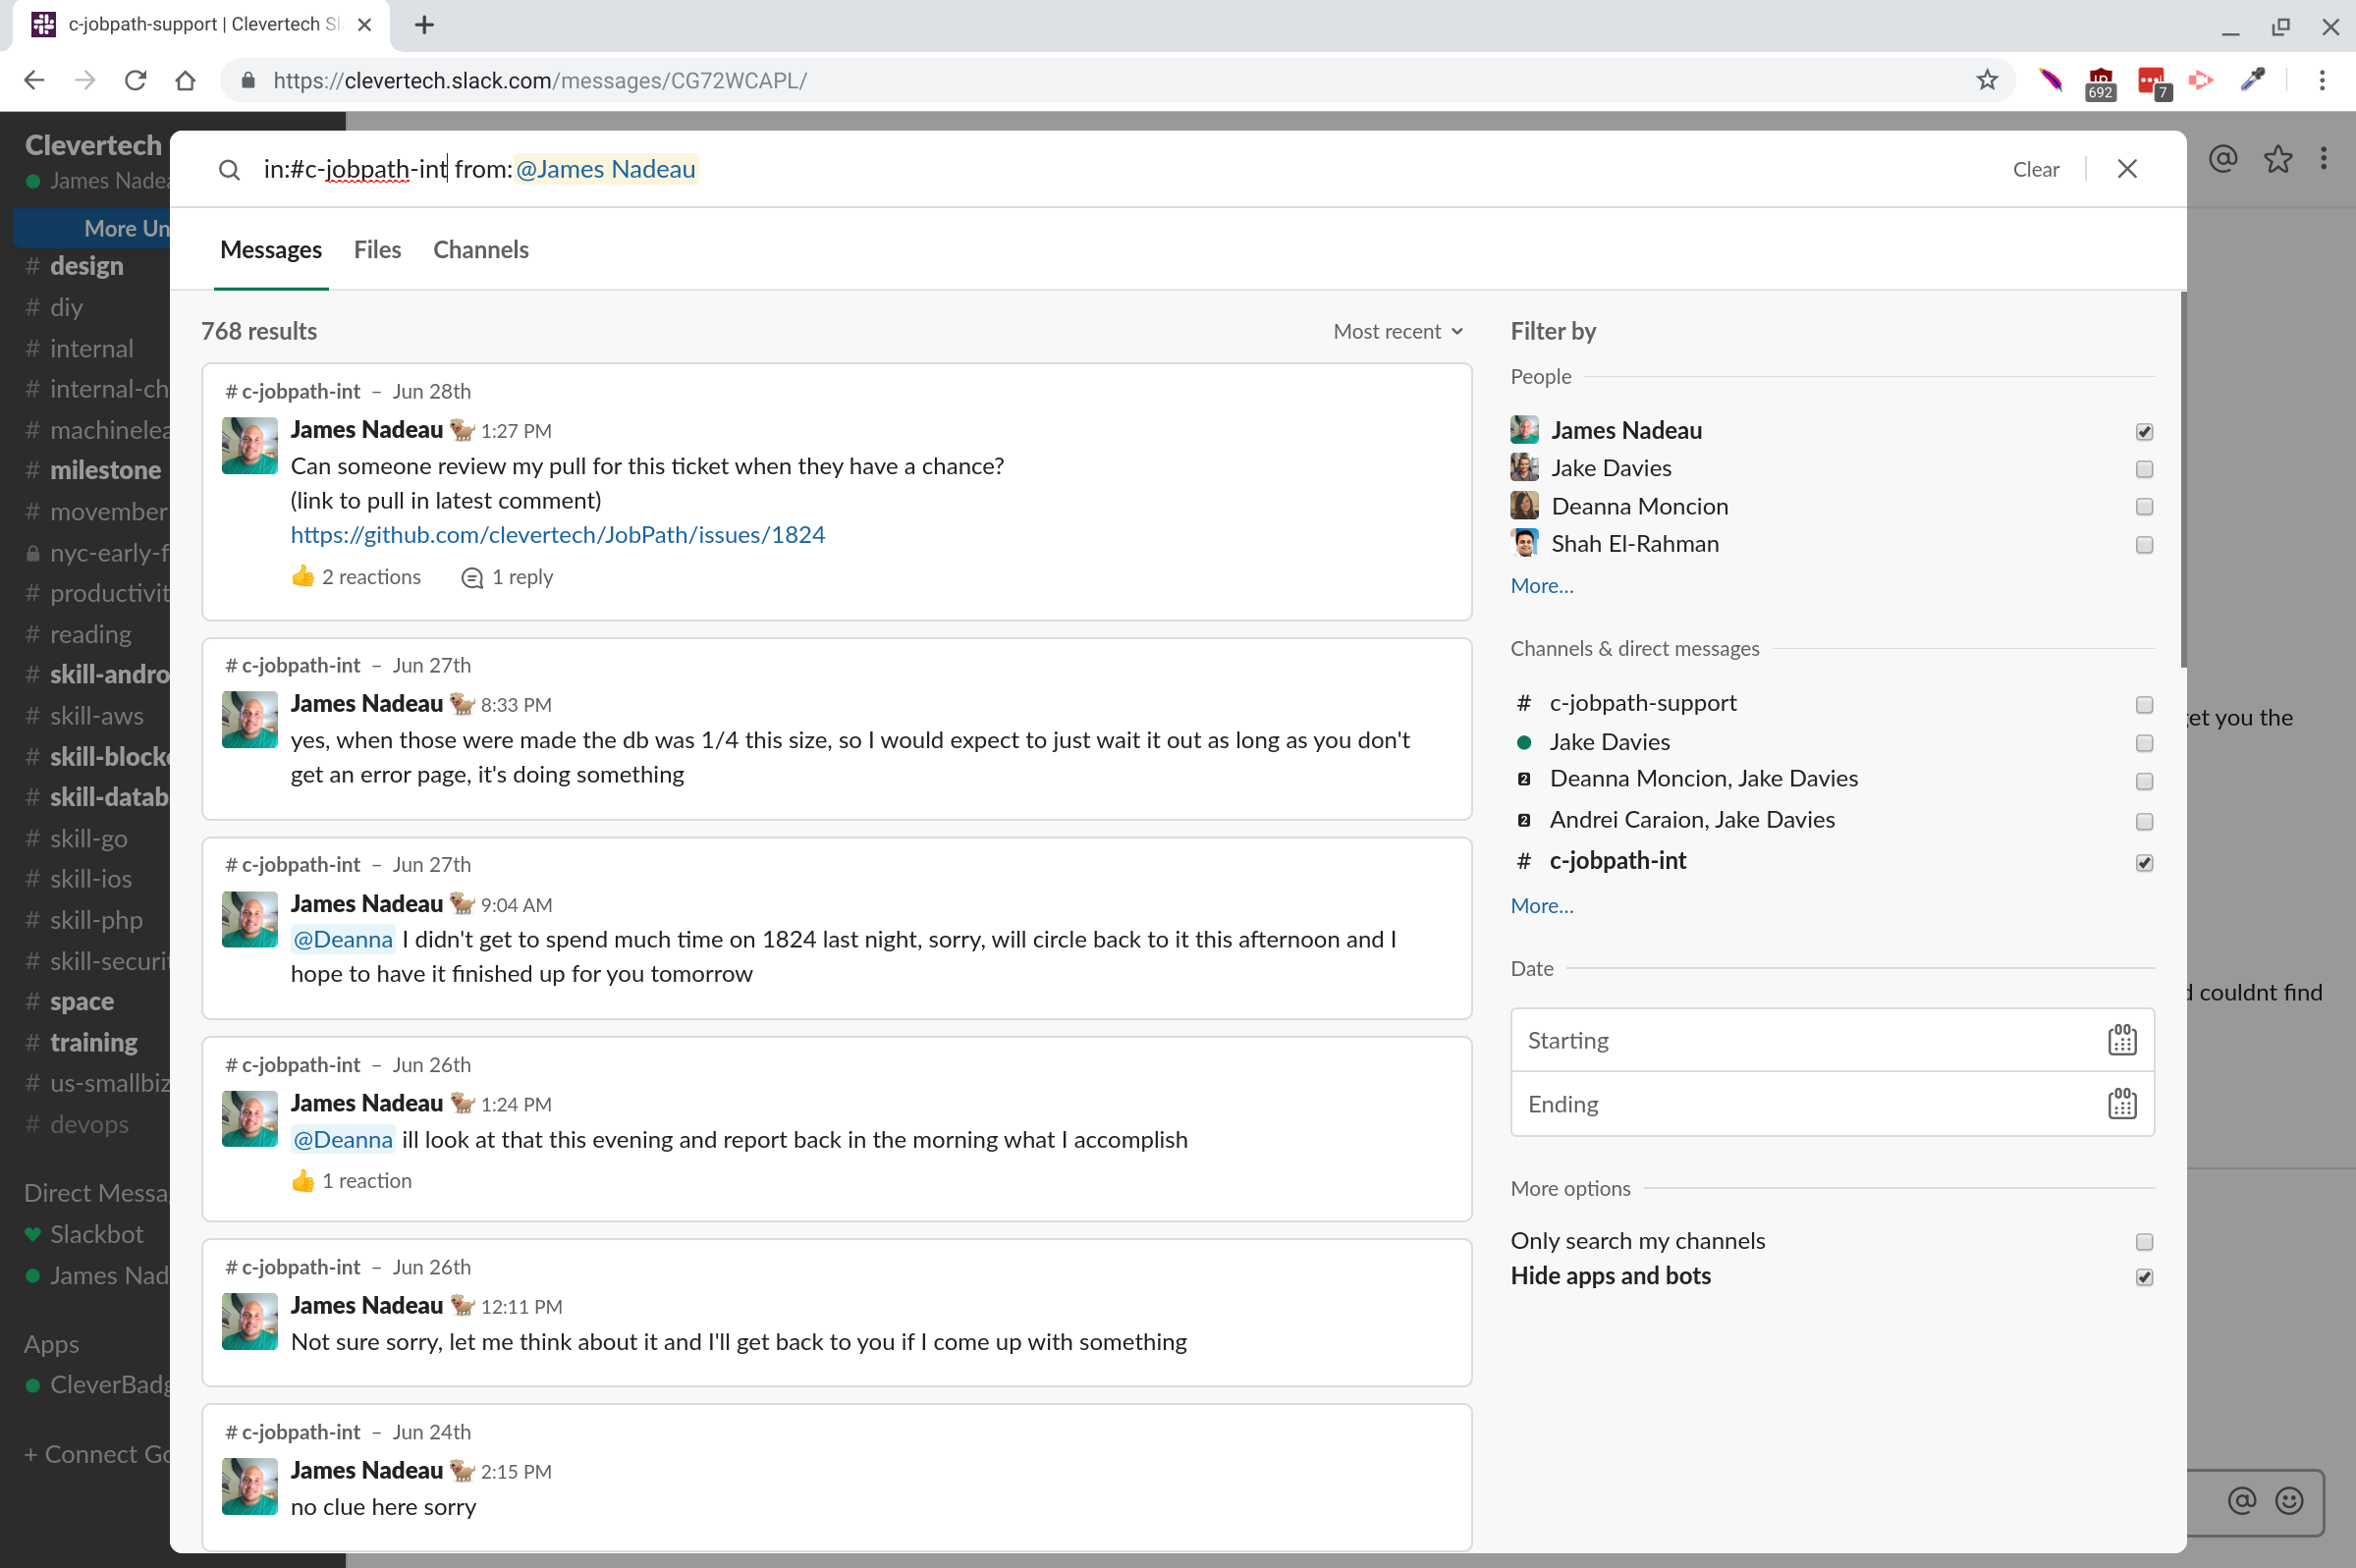 c-jobpath-support | Clevertech Sl
https://clevertech.slack.com/messages/CG72WCAPL/
692
7
Clevertech
James Nadea
More Un
# design
# diy
# internal
# internal-ch
# machinelea
# milestone
# movember
nyc-early-f
# productivit
# reading
# skill-andro
# skill-aws
# skill-blocke
# skill-datab
# skill-go
# skill-ios
# skill-php
# skill-securit
# space
# training
# us-smallbiz
# devops
Direct Messa
Slackbot
James Nad
Apps
CleverBadg
+ Connect Go
in:#c-jobpath-int from:@James Nadeau
Clear
Messages Files Channels
768 results
Most recent
# c-jobpath-int – Jun 28th
James Nadeau 1:27 PM
Can someone review my pull for this ticket when they have a chance?
(link to pull in latest comment)
https://github.com/clevertech/JobPath/issues/1824
2 reactions 1 reply
# c-jobpath-int – Jun 27th
James Nadeau 8:33 PM
yes, when those were made the db was 1/4 this size, so I would expect to just wait it out as long as you don't
get an error page, it's doing something
# c-jobpath-int – Jun 27th
James Nadeau 9:04 AM
@Deanna I didn't get to spend much time on 1824 last night, sorry, will circle back to it this afternoon and I
hope to have it finished up for you tomorrow
# c-jobpath-int – Jun 26th
James Nadeau 1:24 PM
@Deanna ill look at that this evening and report back in the morning what I accomplish
1 reaction
# c-jobpath-int – Jun 26th
James Nadeau 12:11 PM
Not sure sorry, let me think about it and I'll get back to you if I come up with something
# c-jobpath-int – Jun 24th
James Nadeau 2:15 PM
no clue here sorry
Filter by
People
James Nadeau
Jake Davies
Deanna Moncion
Shah El-Rahman
More...
Channels & direct messages
# c-jobpath-support
Jake Davies
2 Deanna Moncion, Jake Davies
2 Andrei Caraion, Jake Davies
# c-jobpath-int
More...
Date
Starting
Ending
More options
Only search my channels
Hide apps and bots
get you the
d couldnt find